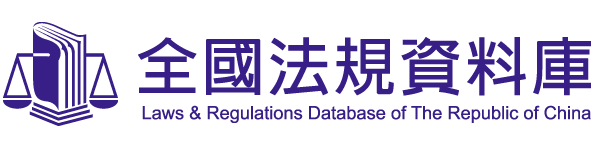 全國法規資料庫
Laws & Regulations Database of The Republic of China